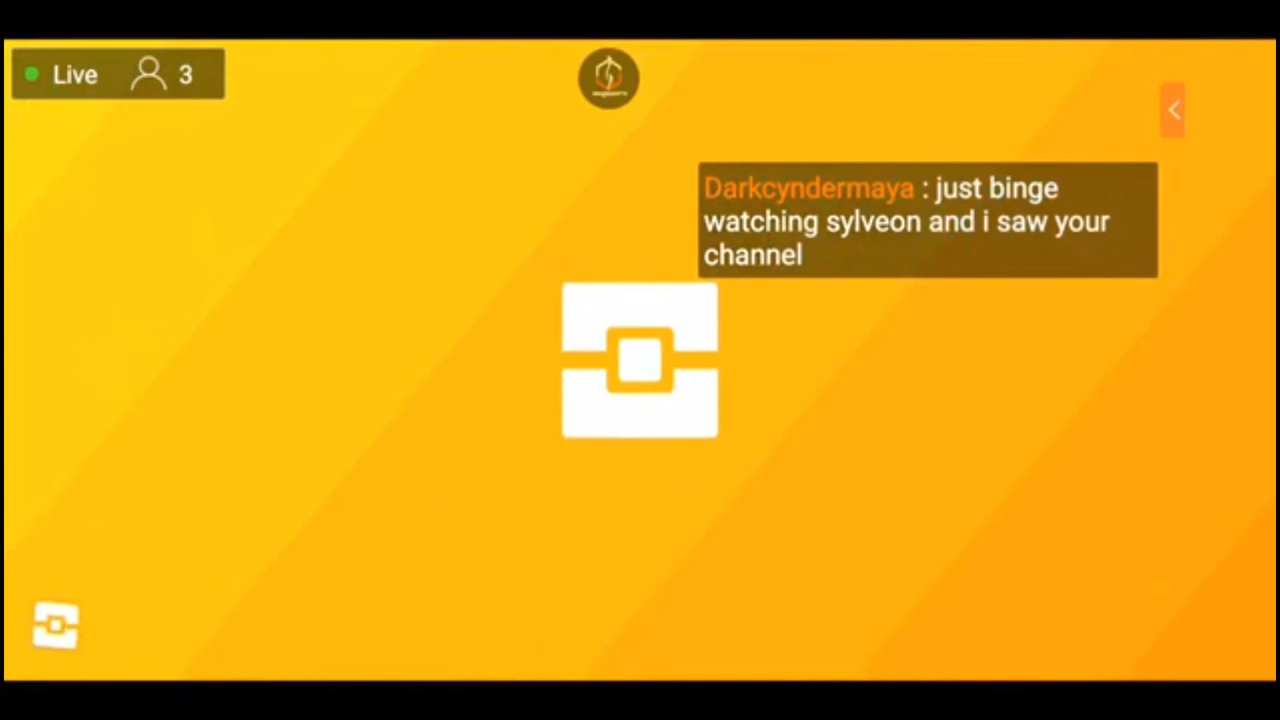 Live 3
Darkcyndermaya : just binge
watching sylveon and i saw your
channel